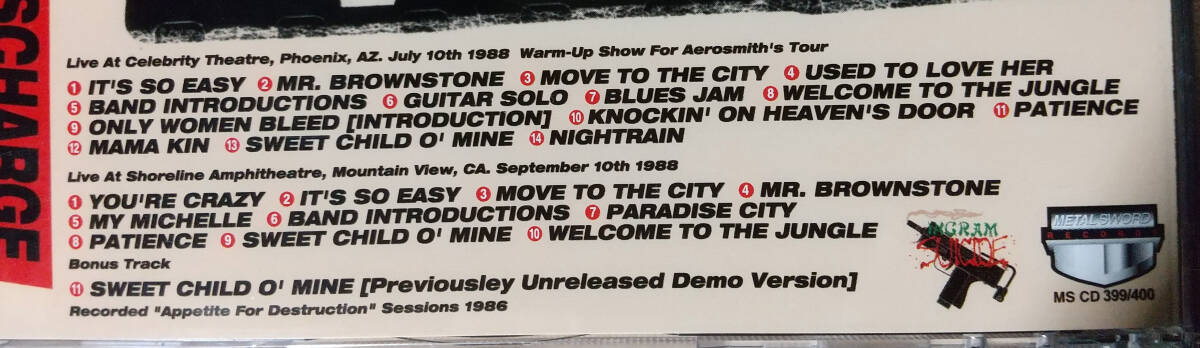 SCHARGE
Live At Celebrity Theatre, Phoenix, AZ. July 10th 1988 Warm-Up Show For Aerosmith's Tour
1 IT'S SO EASY 2 MR. BROWNSTONE 3 MOVE TO THE CITY 4 USED TO LOVE HER
5 BAND INTRODUCTIONS 6 GUITAR SOLO 7 BLUES JAM 8 WELCOME TO THE JUNGLE
9 ONLY WOMEN BLEED [INTRODUCTION] 10 KNOCKIN' ON HEAVEN'S DOOR 11 PATIENCE
12 MAMA KIN 13 SWEET CHILD O' MINE 14 NIGHTRAIN
Live At Shoreline Amphitheatre, Mountain View, CA. September 10th 1988
1 YOU'RE CRAZY 2 IT'S SO EASY 3 MOVE TO THE CITY 4 MR. BROWNSTONE
5 MY MICHELLE 6 BAND INTRODUCTIONS 7 PARADISE CITY
8 PATIENCE 9 SWEET CHILD O' MINE 10 WELCOME TO THE JUNGLE
Bonus Track
11 SWEET CHILD O' MINE [Previousley Unreleased Demo Version]
Recorded "Appetite For Destruction" Sessions 1986
INGRAM
SUICIDE
METAL SWORD
RECORDS
MS CD 399/400